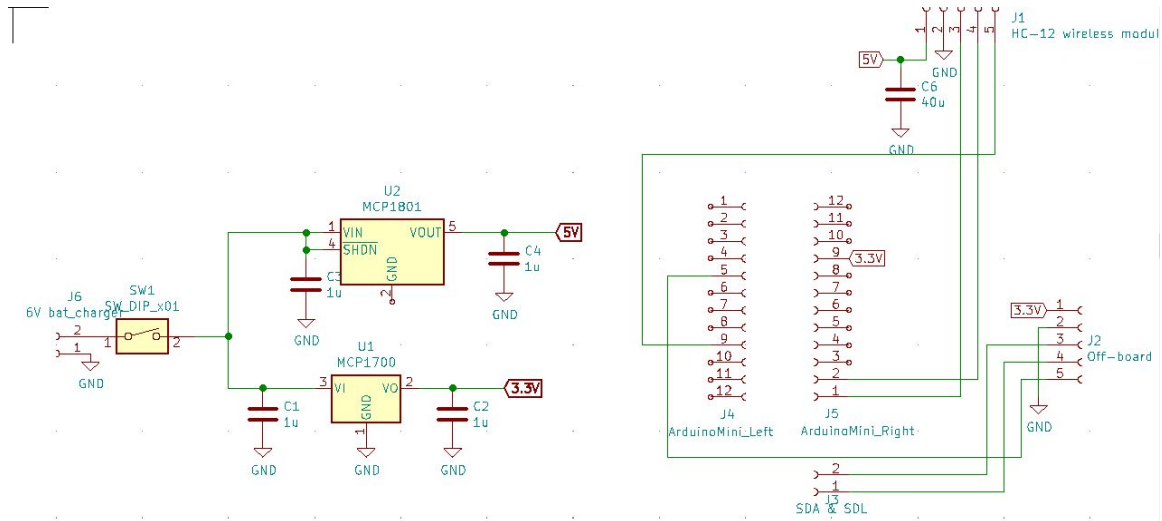 J1
HC-12 wireless modul
1
2
3
4
5
5V
GND
C6
40u
GND
U2
MCP1801
1
VIN
VOUT
5
5V
4
SHDN
GND
2
C3
1u
GND
C4
1u
GND
J6
6V bat_charger
SW1
SW_DIP_x01
2
1
1
2
GND
U1
MCP1700
3
VI
VO
2
3.3V
GND
1
C1
1u
GND
C2
1u
GND
GND
1
2
3
4
5
6
7
8
9
10
11
12
J4
ArduinoMini_Left
12
11
10
9
3.3V
8
7
6
5
4
3
2
1
J5
ArduinoMini_Right
3.3V
1
2
3
4
5
J2
Off-board
GND
2
1
J3
SDA & SDL